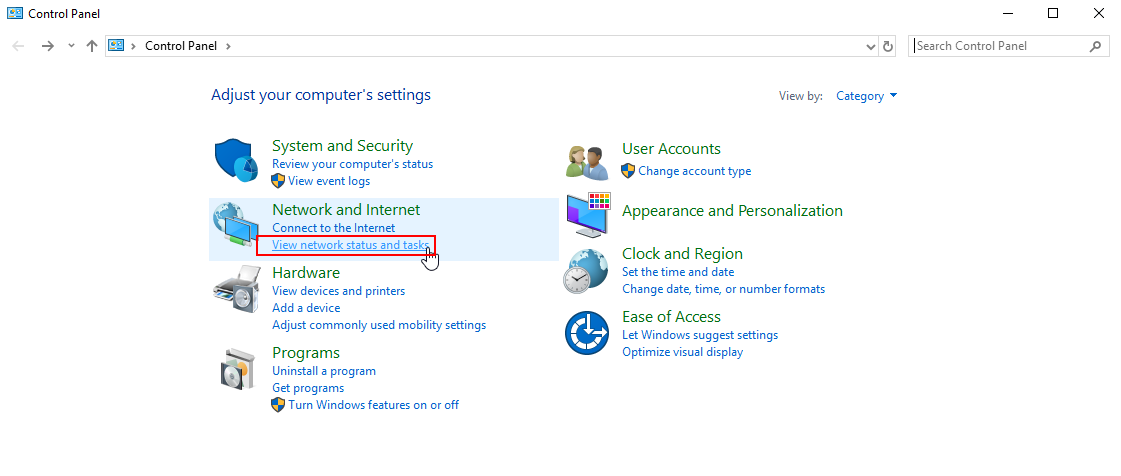 Control Panel
Control Panel
Search Control Panel
Adjust your computer's settings
View by: Category
System and Security
Review your computer's status
View event logs
Network and Internet
Connect to the Internet
View network status and tasks
Hardware
View devices and printers
Add a device
Adjust commonly used mobility settings
Programs
Uninstall a program
Get programs
Turn Windows features on or off
User Accounts
Change account type
Appearance and Personalization
Clock and Region
Set the time and date
Change date, time, or number formats
Ease of Access
Let Windows suggest settings
Optimize visual display